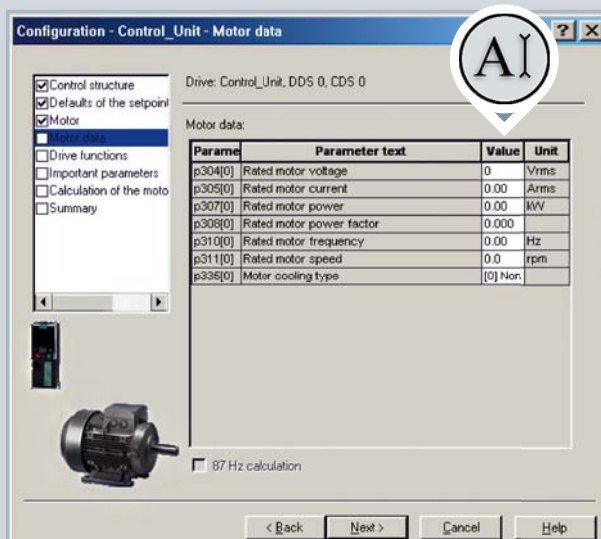 Configuration - Control_Unit - Motor data
AI
Control structure
Defaults of the setpoint
Motor
Motor data
Drive functions
Important parameters
Calculation of the moto
Summary
Drive: Control_Unit, DDS 0, CDS 0
Motor data:
Parame Parameter text Value Unit
p304[0] Rated motor voltage 0 Vrms
p305[0] Rated motor current 0.00 Arms
p307[0] Rated motor power 0.00 kW
p308[0] Rated motor power factor 0.000
p310[0] Rated motor frequency 0.00 Hz
p311[0] Rated motor speed 0.0 rpm
p335[0] Motor cooling type [0] Non
87 Hz calculation
< Back Next > Cancel Help